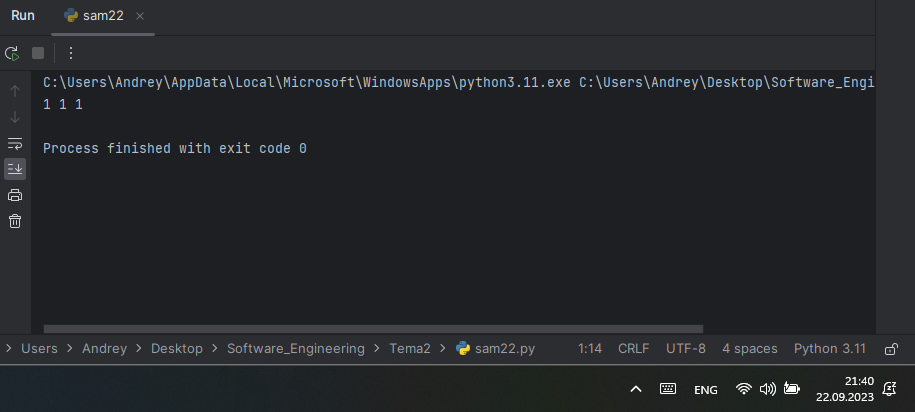 Run sam22
C:\Users\Andrey\AppData\Local\Microsoft\WindowsApps\python3.11.exe C:\Users\Andrey\Desktop\Software_Engi
1 1 1
Process finished with exit code 0
Users Andrey Desktop Software_Engineering Tema2 sam22.py 1:14 CRLF UTF-8 4 spaces Python 3.11
ENG 21:40
22.09.2023